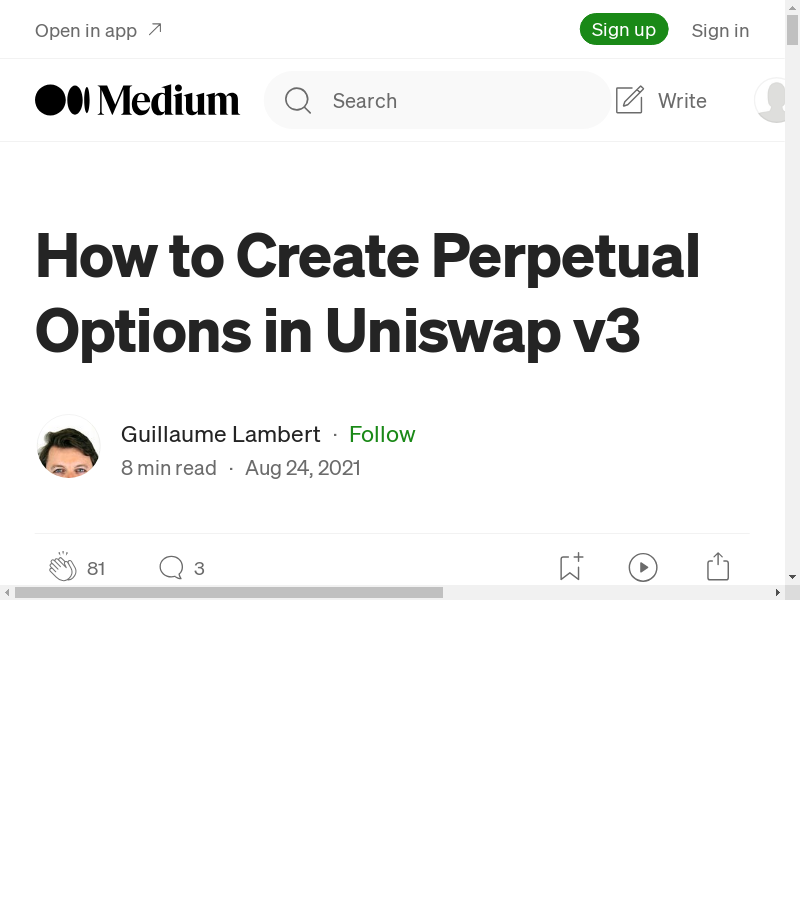 Open in app
Sign up
Sign in
Medium
Search
Write
How to Create Perpetual
Options in Uniswap v3
Guillaume Lambert · Follow
8 min read · Aug 24, 2021
81
3